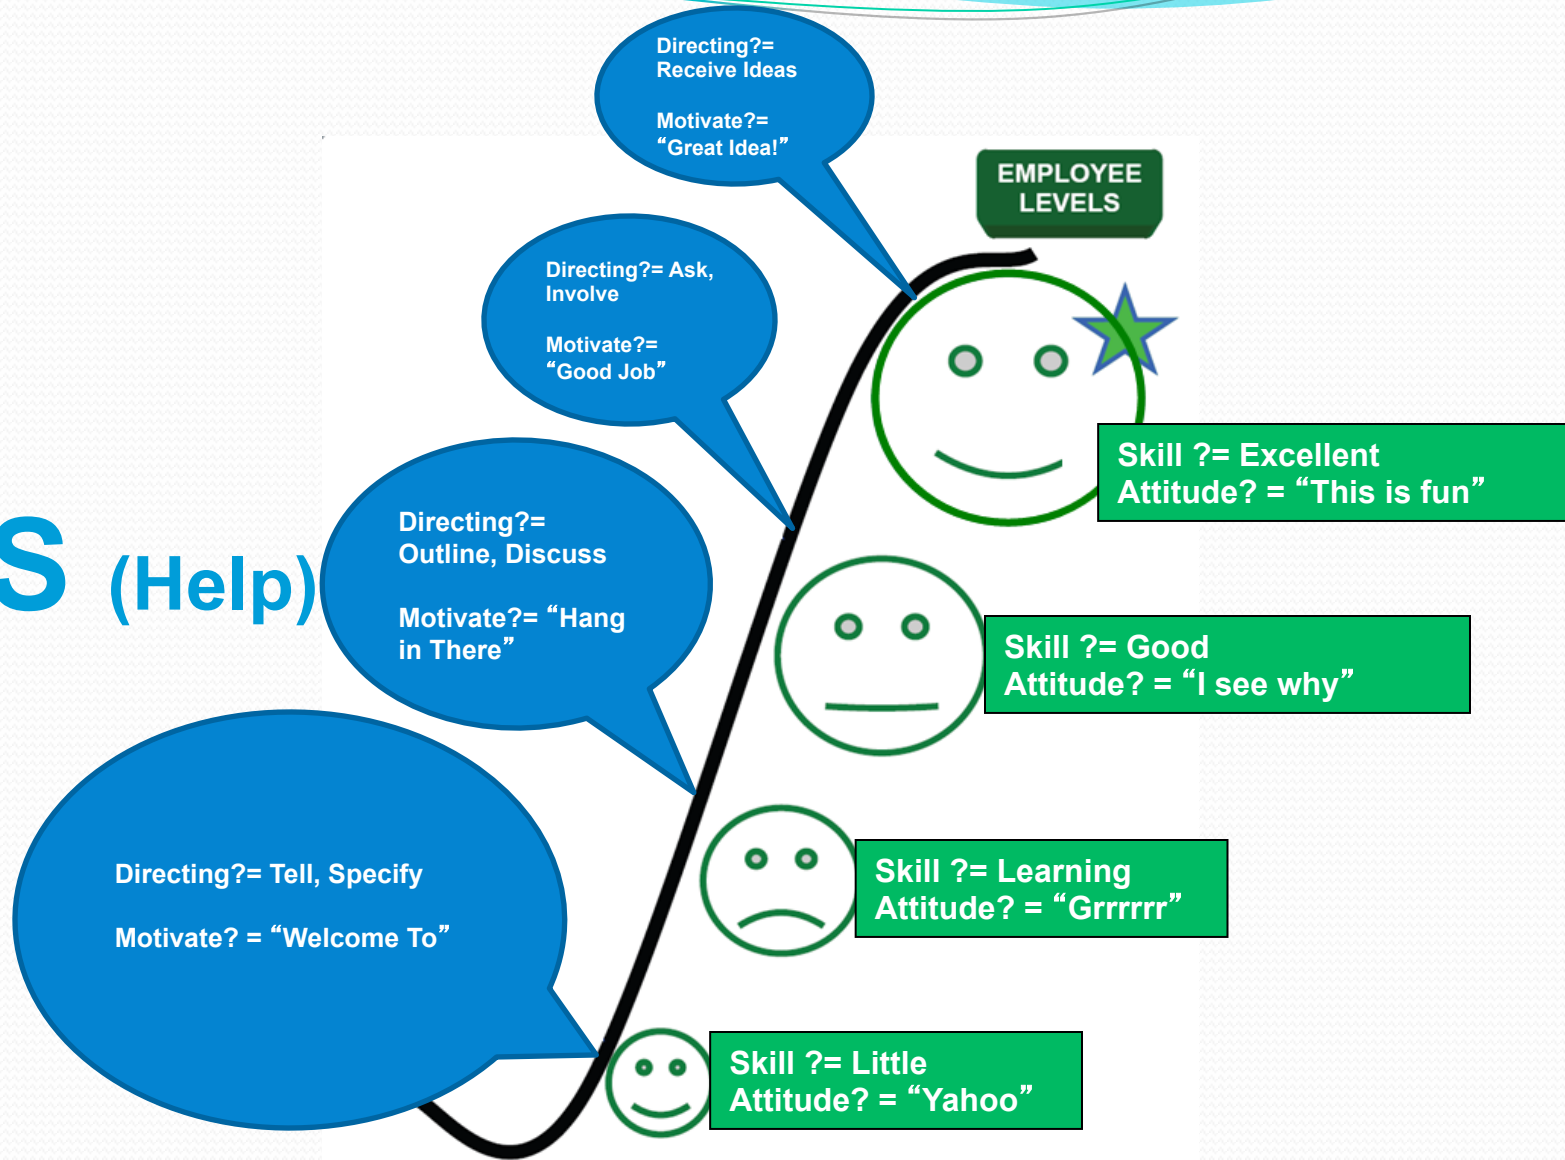 Directing?=
Receive Ideas
Motivate?=
“Great Idea!”
EMPLOYEE
LEVELS
Directing?= Ask,
Involve
Motivate?=
“Good Job”
Skill ?= Excellent
Attitude? = “This is fun”
S (Help)
Directing?=
Outline, Discuss
Motivate?= “Hang
in There”
Skill ?= Good
Attitude? = “I see why”
Directing?= Tell, Specify
Motivate? = “Welcome To”
Skill ?= Learning
Attitude? = “Grrrrrr”
Skill ?= Little
Attitude? = “Yahoo”